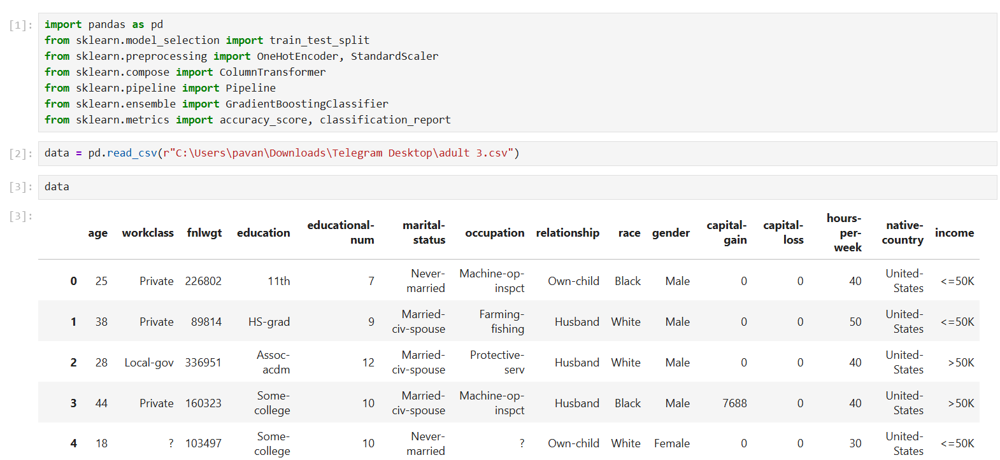 [1]:
import pandas as pd
from sklearn.model_selection import train_test_split
from sklearn.preprocessing import OneHotEncoder, StandardScaler
from sklearn.compose import ColumnTransformer
from sklearn.pipeline import Pipeline
from sklearn.ensemble import GradientBoostingClassifier
from sklearn.metrics import accuracy_score, classification_report
[2]:
data = pd.read_csv(r"C:\Users\pavan\Downloads\Telegram Desktop\adult 3.csv")
[3]:
data
[3]:
age workclass fnlwgt education educational-num marital-status occupation relationship race gender capital-gain capital-loss hours-per-week native-country income
0 25 Private 226802 11th 7 Never-married Machine-op-inspct Own-child Black Male 0 0 40 United-States <=50K
1 38 Private 89814 HS-grad 9 Married-civ-spouse Farming-fishing Husband White Male 0 0 50 United-States <=50K
2 28 Local-gov 336951 Assoc-acdm 12 Married-civ-spouse Protective-serv Husband White Male 0 0 40 United-States >50K
3 44 Private 160323 Some-college 10 Married-civ-spouse Machine-op-inspct Husband Black Male 7688 0 40 United-States >50K
4 18 ? 103497 Some-college 10 Never-married ? Own-child White Female 0 0 30 United-States <=50K